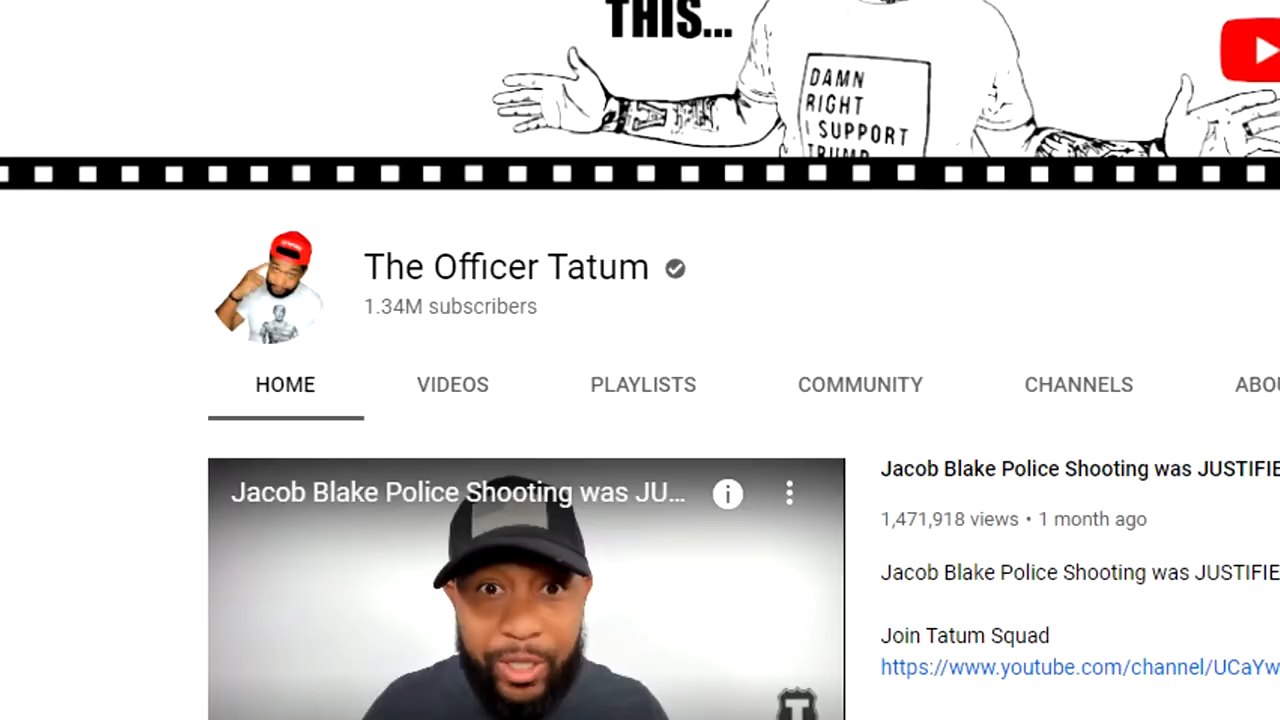 THIS...
DAMN
RIGHT
I SUPPORT
TRUMP
The Officer Tatum
1.34M subscribers
HOME VIDEOS PLAYLISTS COMMUNITY CHANNELS ABOU
Jacob Blake Police Shooting was JU...
Jacob Blake Police Shooting was JUSTIFIE
1,471,918 views • 1 month ago
Jacob Blake Police Shooting was JUSTIFIE
Join Tatum Squad
https://www.youtube.com/channel/UCaYw
T